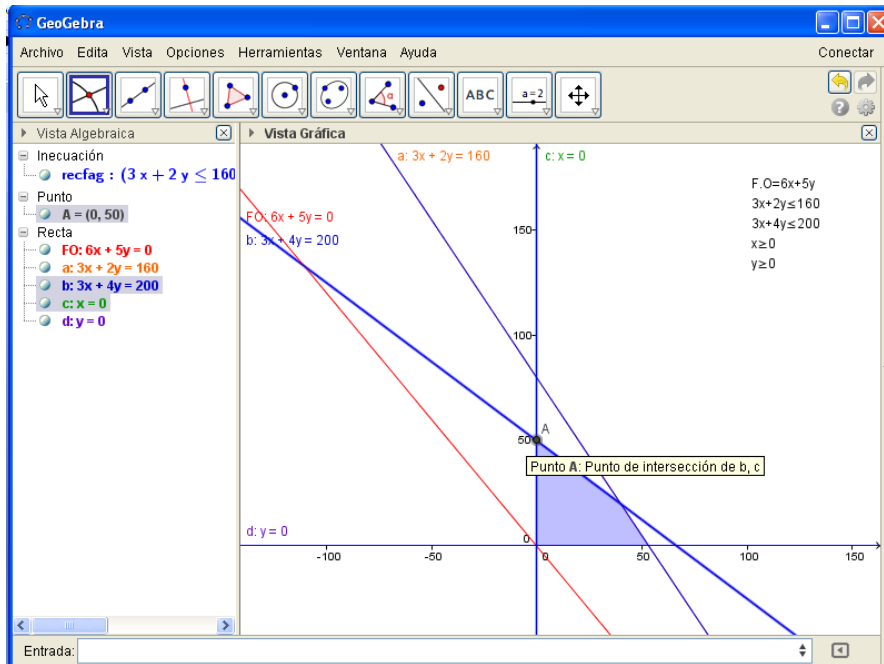 GeoGebra
Archivo Edita Vista Opciones Herramientas Ventana Ayuda Conectar
ABC
a=2
Vista Algebraica
Inecuación
recfag : (3 x + 2 y ≤ 160
Punto
A = (0, 50)
Recta
FO: 6x + 5y = 0
a: 3x + 2y = 160
b: 3x + 4y = 200
c: x = 0
d: y = 0
Vista Gráfica
a: 3x + 2y = 160
c: x = 0
F.O=6x+5y
3x+2y≤160
3x+4y≤200
x≥0
y≥0
FO: 6x + 5y = 0
b: 3x + 4y = 200
150
100
50
A
Punto A: Punto de intersección de b, c
d: y = 0
0
-100 -50 0 50 100 150
Entrada: